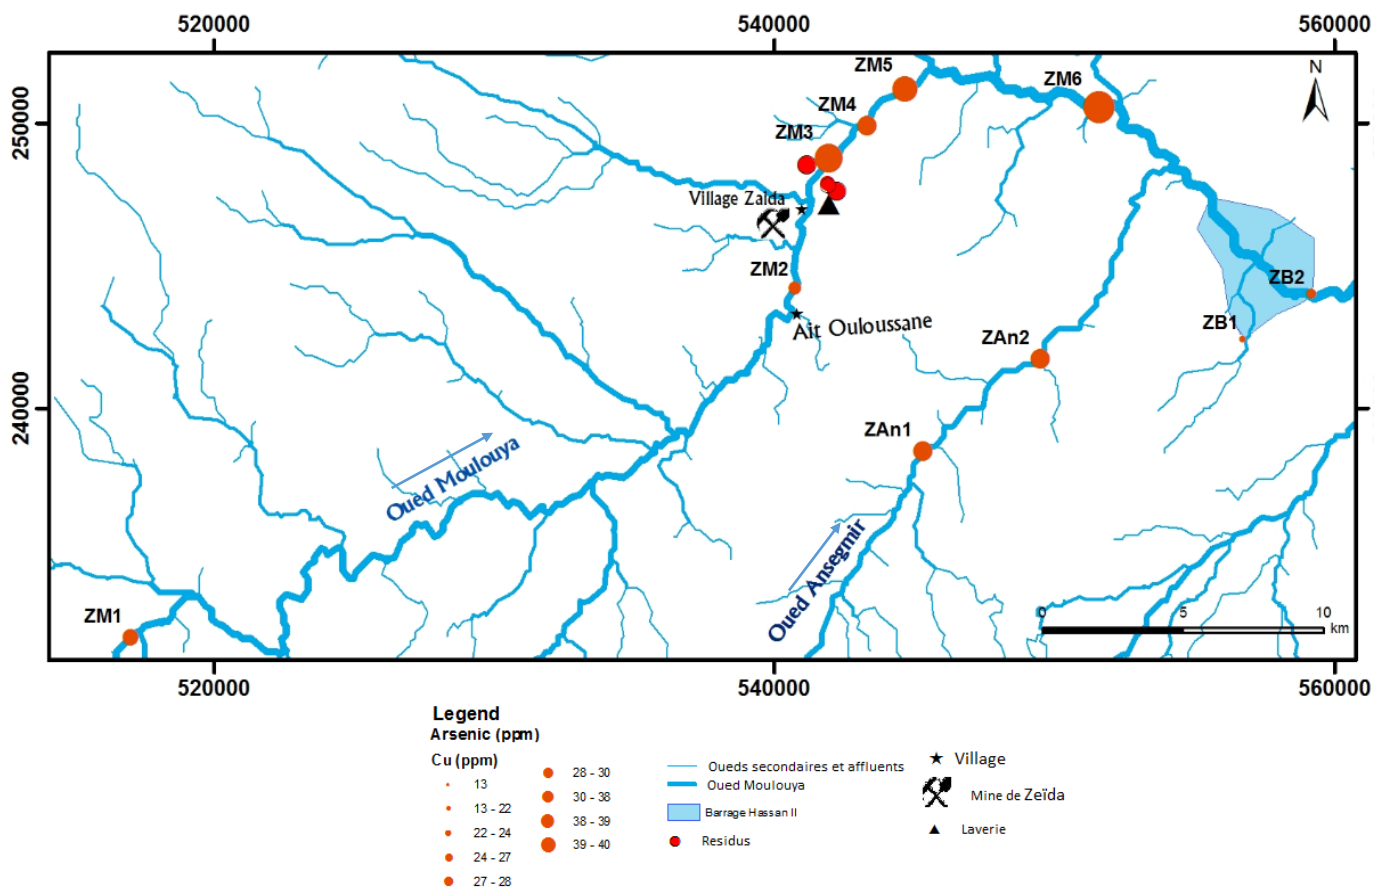 520000
540000
560000
ZM5
ZM6
N
ZM4
250000
ZM3
Village Zaida
ZM2
ZB2
Ait Ouloussane
ZB1
ZAn2
240000
ZAn1
Oued Moulouya
Oued Ansegmir
ZM1
0
5
10
km
520000
540000
560000
Legend
Arsenic (ppm)
Cu (ppm)
13
13 - 22
22 - 24
24 - 27
27 - 28
28 - 30
30 - 38
38 - 39
39 - 40
Oueds secondaires et affluents
Oued Moulouya
Barrage Hassan II
Residus
Village
Mine de Zeïda
Laverie